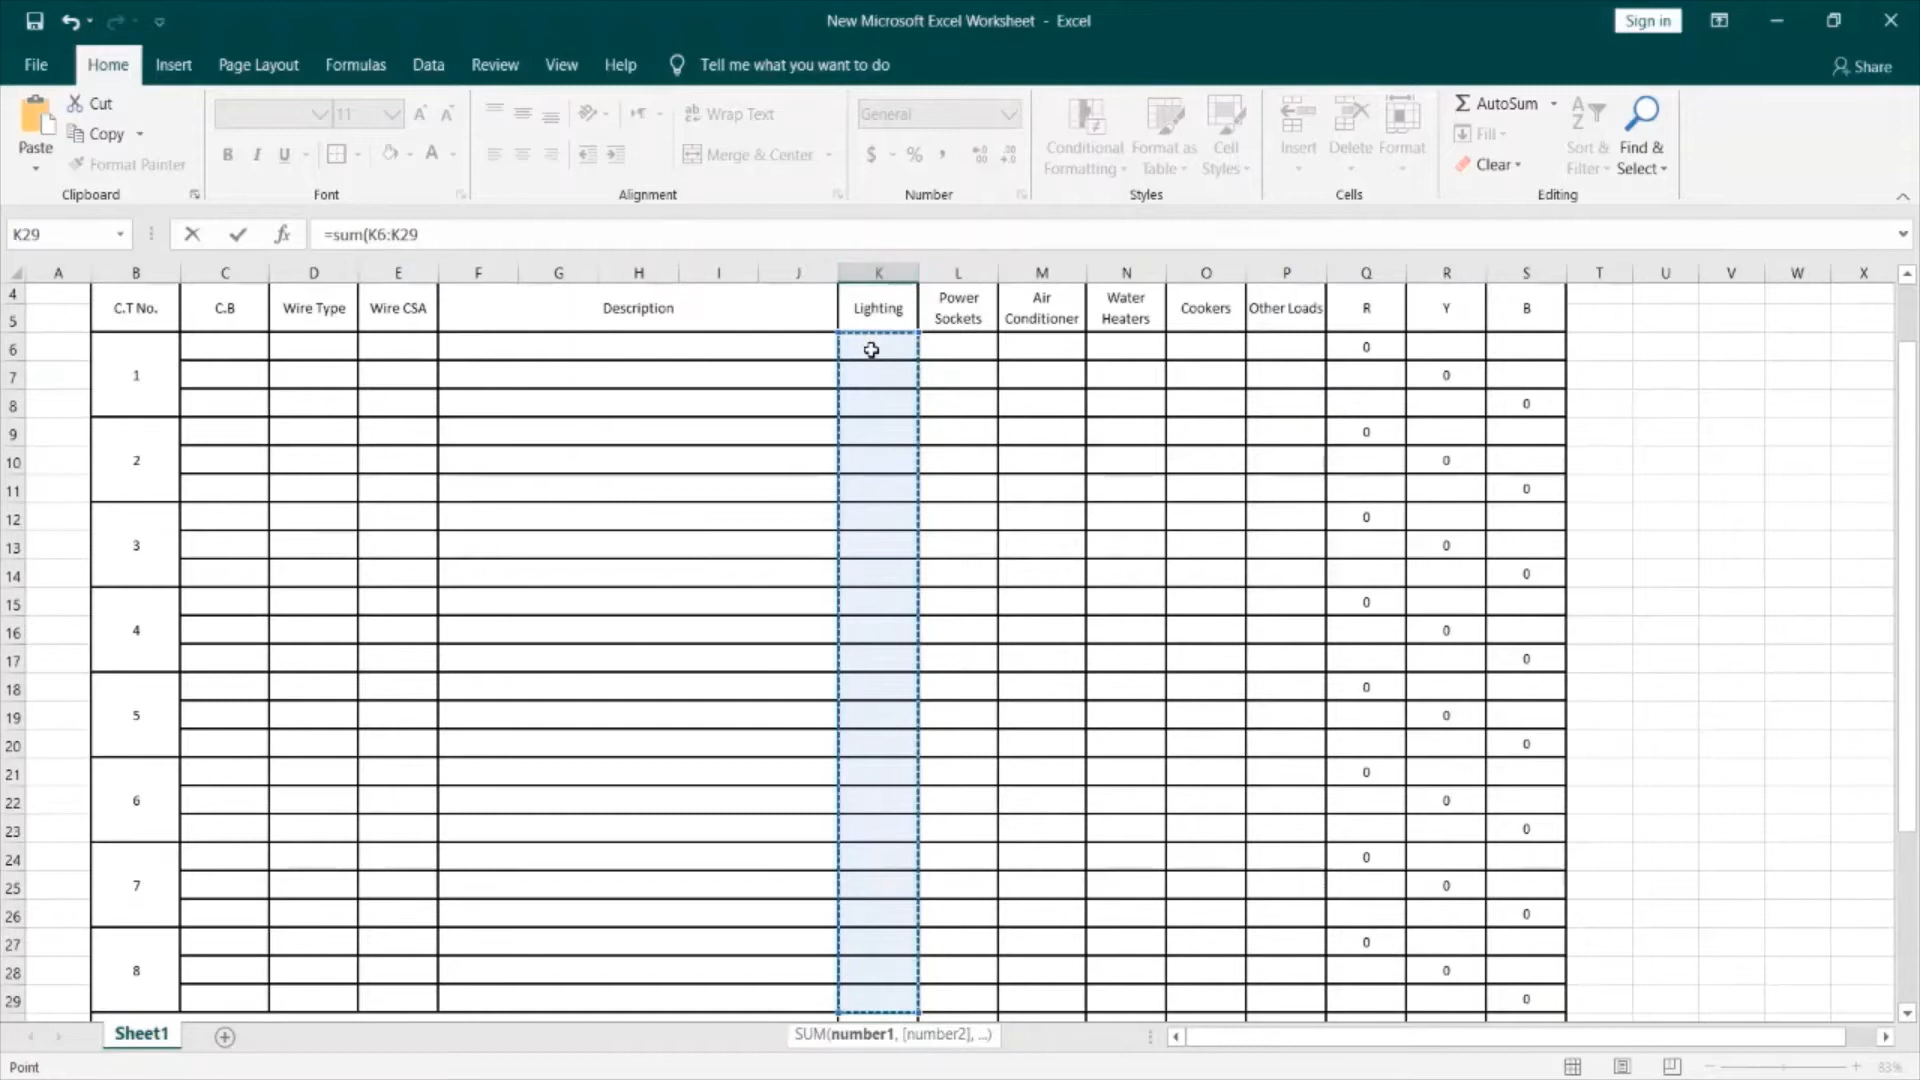 New Microsoft Excel Worksheet - Excel
Sign in
File Home Insert Page Layout Formulas Data Review View Help Tell me what you want to do Share
Paste
Cut
Copy
Format Painter
Clipboard
11 A A
B I U A
Font
ab Wrap Text
Merge & Center
Alignment
General
$ % ,
Number
Conditional Formatting
Format as Table
Cell Styles
Styles
Insert Delete Format
Cells
AutoSum
Fill
Clear
Sort & Filter
Find & Select
Editing
K29 fx =sum(K6:K29
A B C D E F G H I J K L M N O P Q R S T U V W X
4
5
C.T No. C.B Wire Type Wire CSA Description Lighting Power Sockets Air Conditioner Water Heaters Cookers Other Loads R Y B
6 0
7 1 0
8 0
9 0
10 2 0
11 0
12 0
13 3 0
14 0
15 0
16 4 0
17 0
18 0
19 5 0
20 0
21 0
22 6 0
23 0
24 0
25 7 0
26 0
27 0
28 8 0
29 0
Sheet1
SUM(number1, [number2], ...)
Point
83%